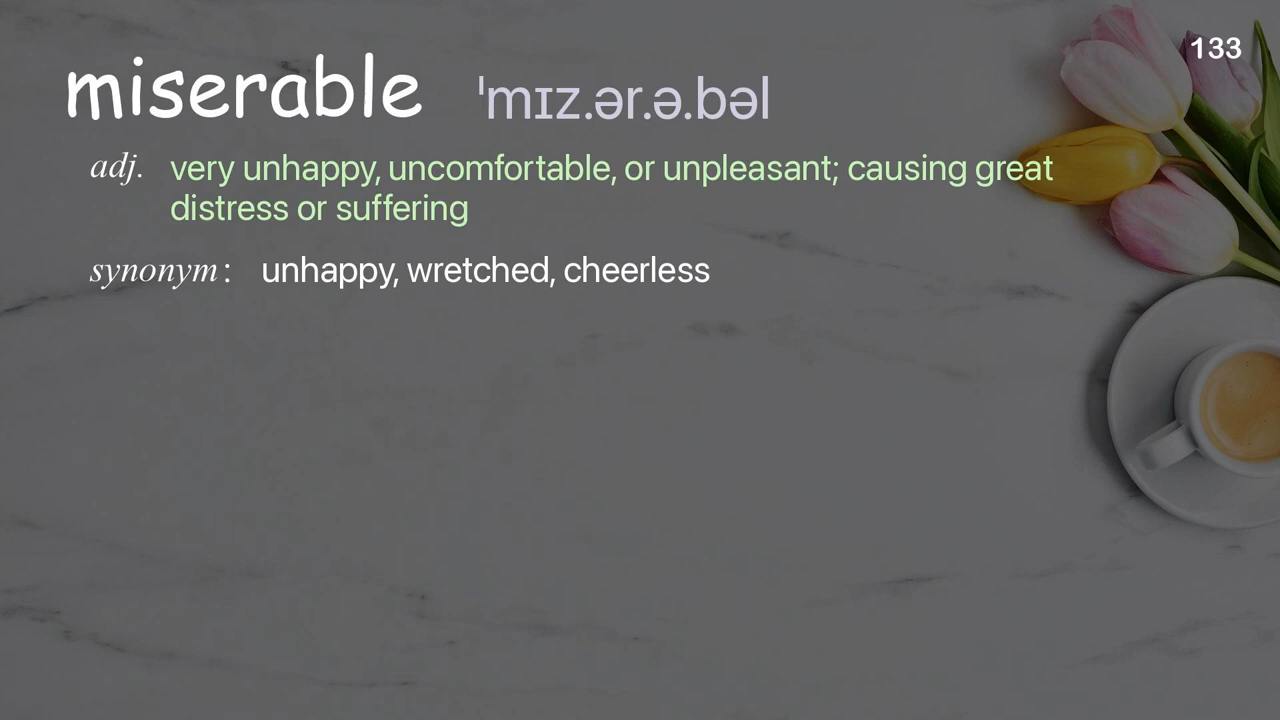 133
miserable ˈmɪz.ər.ə.bəl
adj. very unhappy, uncomfortable, or unpleasant; causing great
distress or suffering
synonym: unhappy, wretched, cheerless